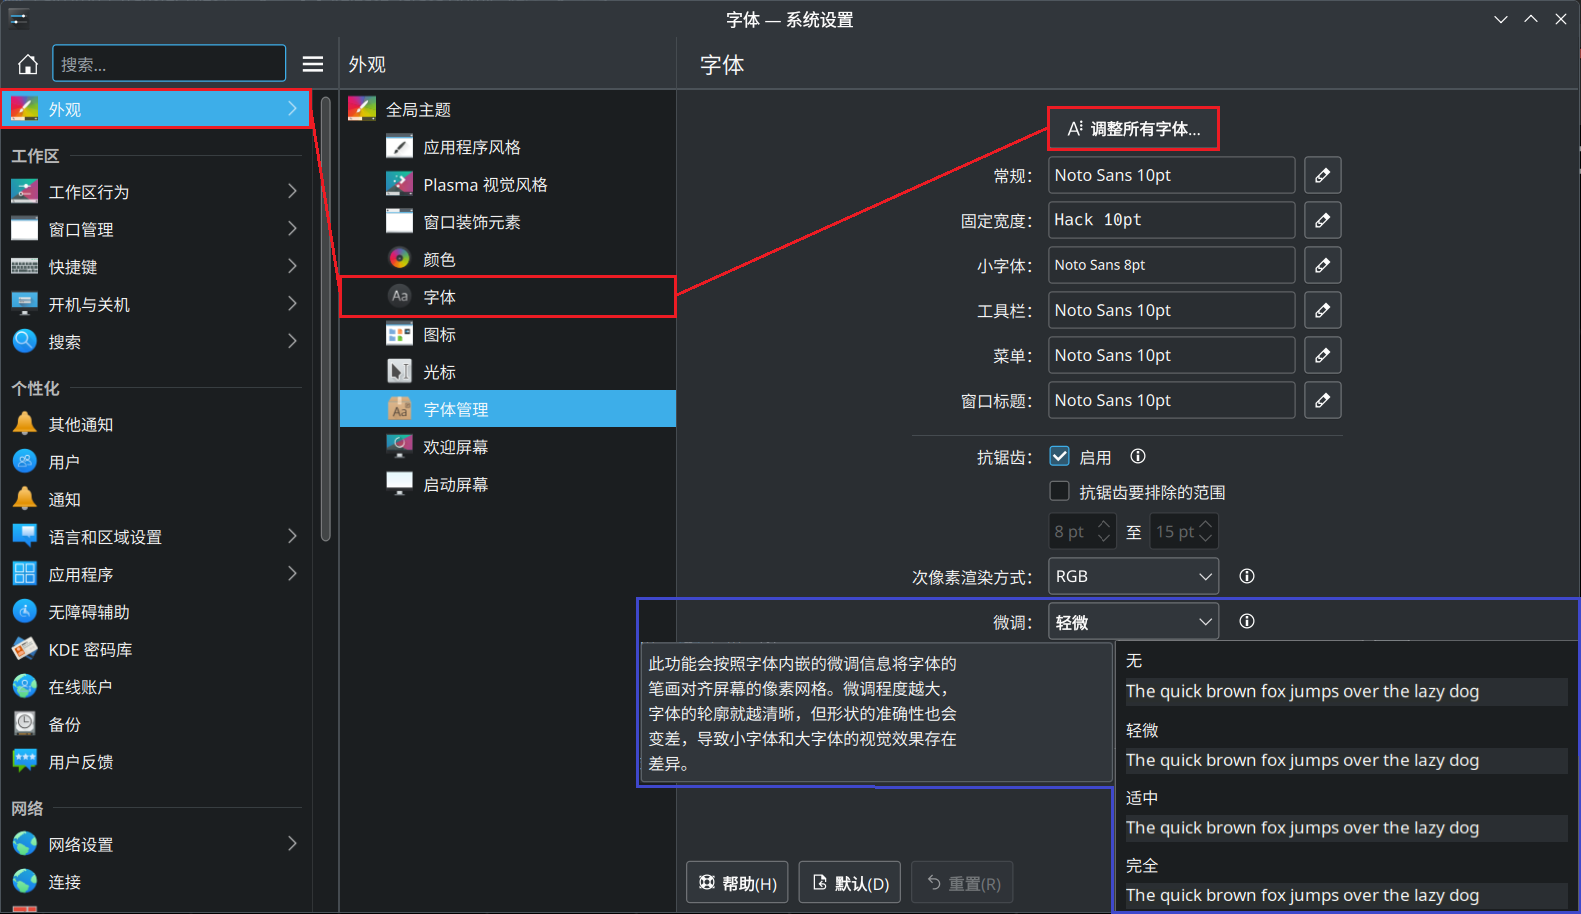 字体 — 系统设置
搜索...
外观
工作区
工作区行为
窗口管理
快捷键
开机与关机
搜索
个性化
其他通知
用户
通知
语言和区域设置
应用程序
无障碍辅助
KDE 密码库
在线账户
备份
用户反馈
网络
网络设置
连接
外观
全局主题
应用程序风格
Plasma 视觉风格
窗口装饰元素
颜色
字体
图标
光标
字体管理
欢迎屏幕
启动屏幕
字体
调整所有字体...
常规： Noto Sans 10pt
固定宽度： Hack 10pt
小字体： Noto Sans 8pt
工具栏： Noto Sans 10pt
菜单： Noto Sans 10pt
窗口标题： Noto Sans 10pt
抗锯齿： 启用
抗锯齿要排除的范围
8 pt 至 15 pt
次像素渲染方式： RGB
微调： 轻微
此功能会按照字体内嵌的微调信息将字体的
笔画对齐屏幕的像素网格。微调程度越大，
字体的轮廓就越清晰，但形状的准确性也会
变差，导致小字体和大字体的视觉效果存在
差异。
无
The quick brown fox jumps over the lazy dog
轻微
The quick brown fox jumps over the lazy dog
适中
The quick brown fox jumps over the lazy dog
完全
The quick brown fox jumps over the lazy dog
帮助(H) 默认(D) 重置(R)